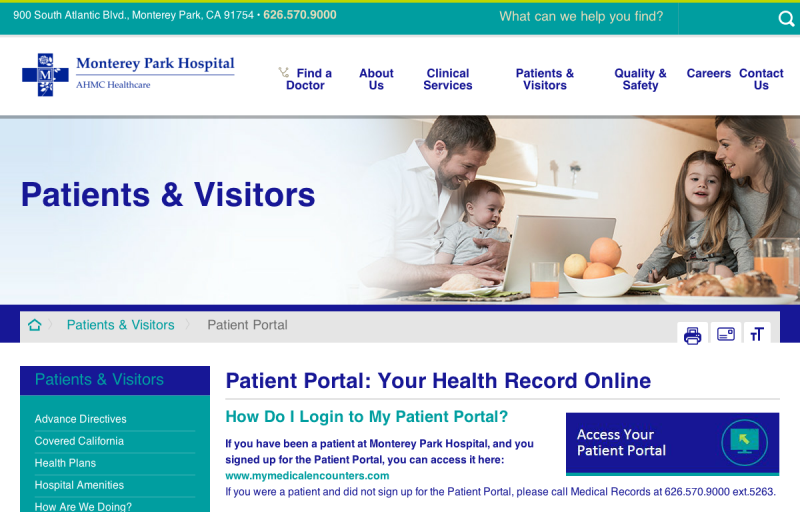 900 South Atlantic Blvd., Monterey Park, CA 91754 • 626.570.9000
What can we help you find?
M
Monterey Park Hospital
AHMC Healthcare
Find a
Doctor
About
Us
Clinical
Services
Patients &
Visitors
Quality &
Safety
Careers
Contact
Us
Patients & Visitors
Patients & Visitors
Patient Portal
TT
Patients & Visitors
Advance Directives
Covered California
Health Plans
Hospital Amenities
How Are We Doing?
Patient Portal: Your Health Record Online
How Do I Login to My Patient Portal?
If you have been a patient at Monterey Park Hospital, and you
signed up for the Patient Portal, you can access it here:
www.mymedicalencounters.com
Access Your
Patient Portal
If you were a patient and did not sign up for the Patient Portal, please call Medical Records at 626.570.9000 ext.5263.